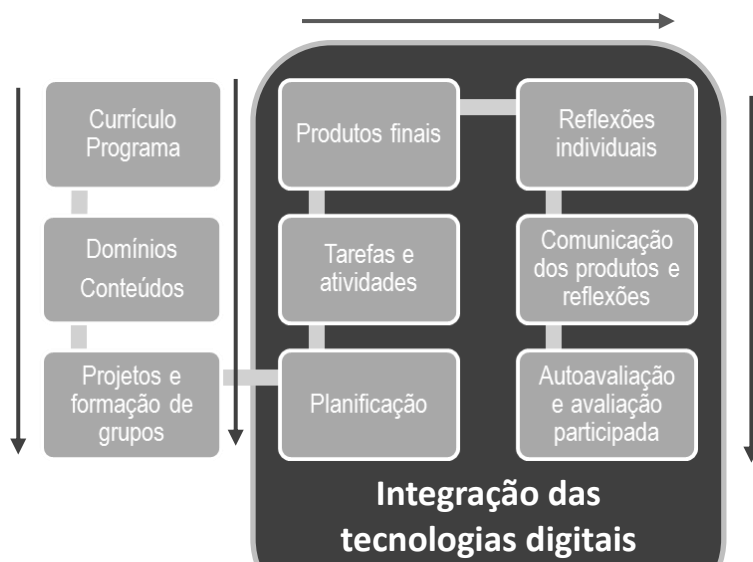 Currículo
Programa
Domínios
Conteúdos
Projetos e
formação de
grupos
Produtos finais
Tarefas e
atividades
Planificação
Reflexões
individuais
Comunicação
dos produtos e
reflexões
Autoavaliação
e avaliação
participada
Integração das
tecnologias digitais